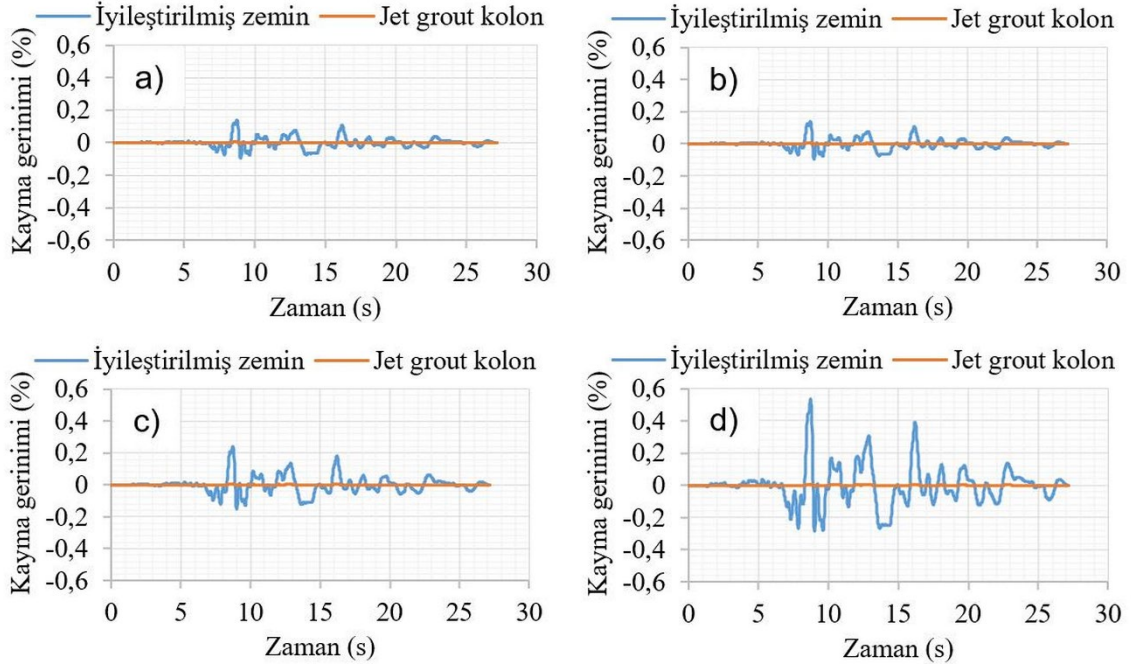 İyileştirilmiş zemin Jet grout kolon
Kayma gerinimi (%)
0,6
0,4
0,2
0
-0,2
-0,4
-0,6
a)
0 5 10 15 20 25 30
Zaman (s)
İyileştirilmiş zemin Jet grout kolon
Kayma gerinimi (%)
0,6
0,4
0,2
0
-0,2
-0,4
-0,6
b)
0 5 10 15 20 25 30
Zaman (s)
İyileştirilmiş zemin Jet grout kolon
Kayma gerinimi (%)
0,6
0,4
0,2
0
-0,2
-0,4
-0,6
c)
0 5 10 15 20 25 30
Zaman (s)
İyileştirilmiş zemin Jet grout kolon
Kayma gerinimi (%)
0,6
0,4
0,2
0
-0,2
-0,4
-0,6
d)
0 5 10 15 20 25 30
Zaman (s)